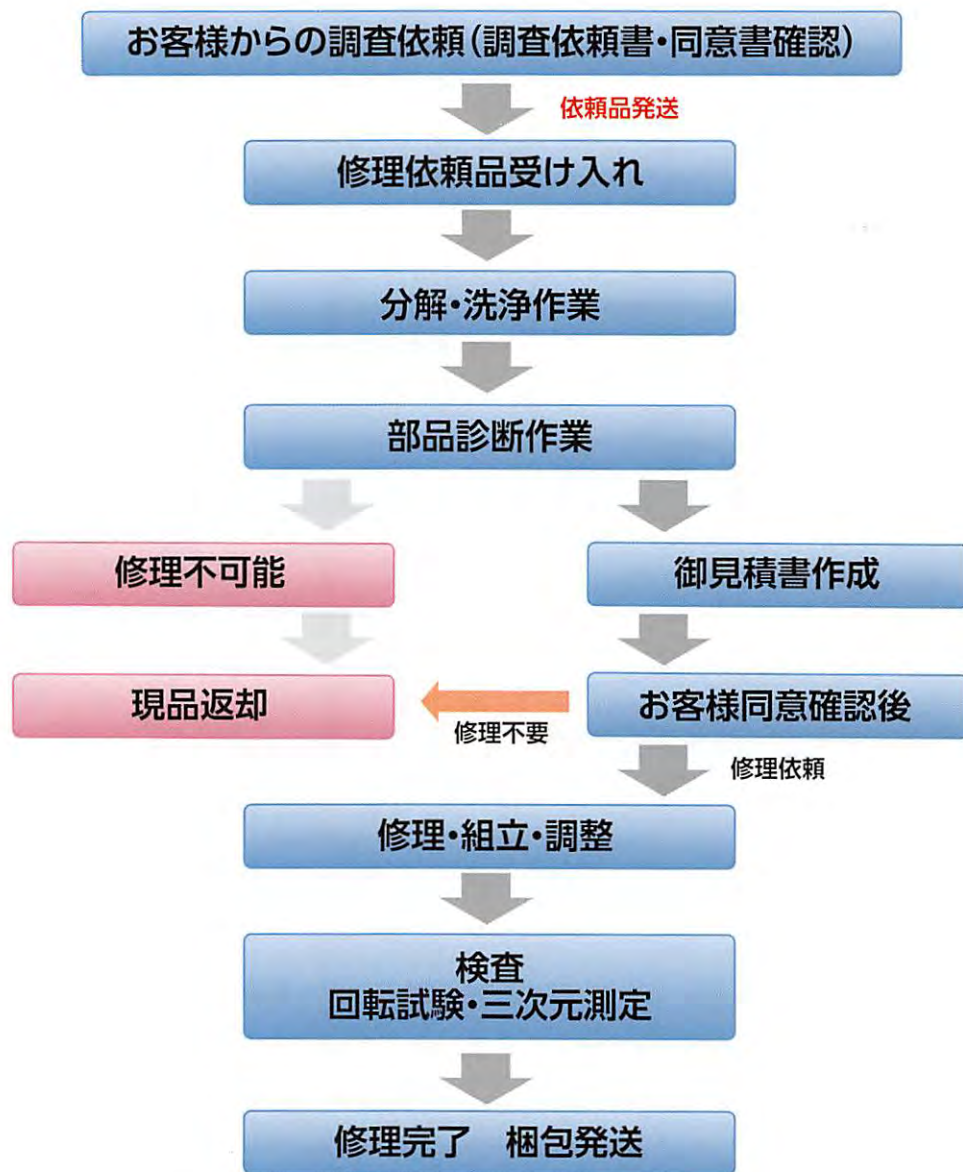 お客様からの調査依頼(調査依頼書・同意書確認)
依頼品発送
修理依頼品受け入れ
分解・洗浄作業
部品診断作業
修理不可能
御見積書作成
現品返却
修理不要
お客様同意確認後
修理依頼
修理・組立・調整
検査
回転試験・三次元測定
修理完了　梱包発送